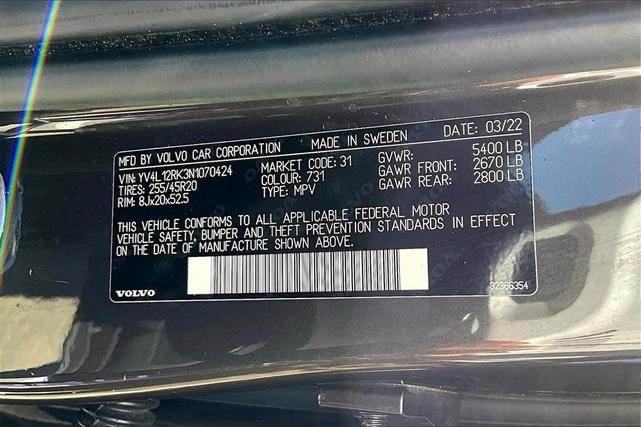 MFD BY VOLVO CAR CORPORATION MADE IN SWEDEN DATE: 03/22
VIN: YV4L12RK3N1070424 MARKET CODE: 31 GVWR: 5400 LB
TIRES: 255/45R20 COLOUR: 731 GAWR FRONT: 2670 LB
RIM: 8Jx20x52.5 TYPE: MPV GAWR REAR: 2800 LB
THIS VEHICLE CONFORMS TO ALL APPLICABLE FEDERAL MOTOR
VEHICLE SAFETY, BUMPER AND THEFT PREVENTION STANDARDS IN EFFECT
ON THE DATE OF MANUFACTURE SHOWN ABOVE.
VOLVO 32366354